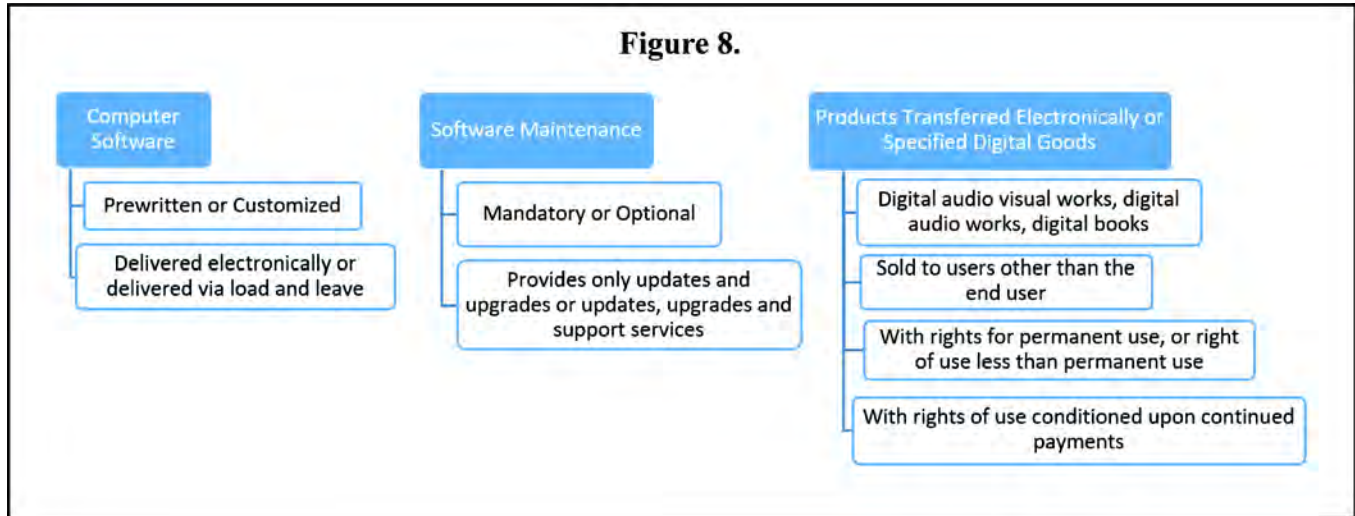 Figure 8.
Computer
Software
Prewritten or Customized
Delivered electronically or
delivered via load and leave
Software Maintenance
Mandatory or Optional
Provides only updates and
upgrades or updates, upgrades and
support services
Products Transferred Electronically or
Specified Digital Goods
Digital audio visual works, digital
audio works, digital books
Sold to users other than the
end user
With rights for permanent use, or right
of use less than permanent use
With rights of use conditioned upon continued
payments